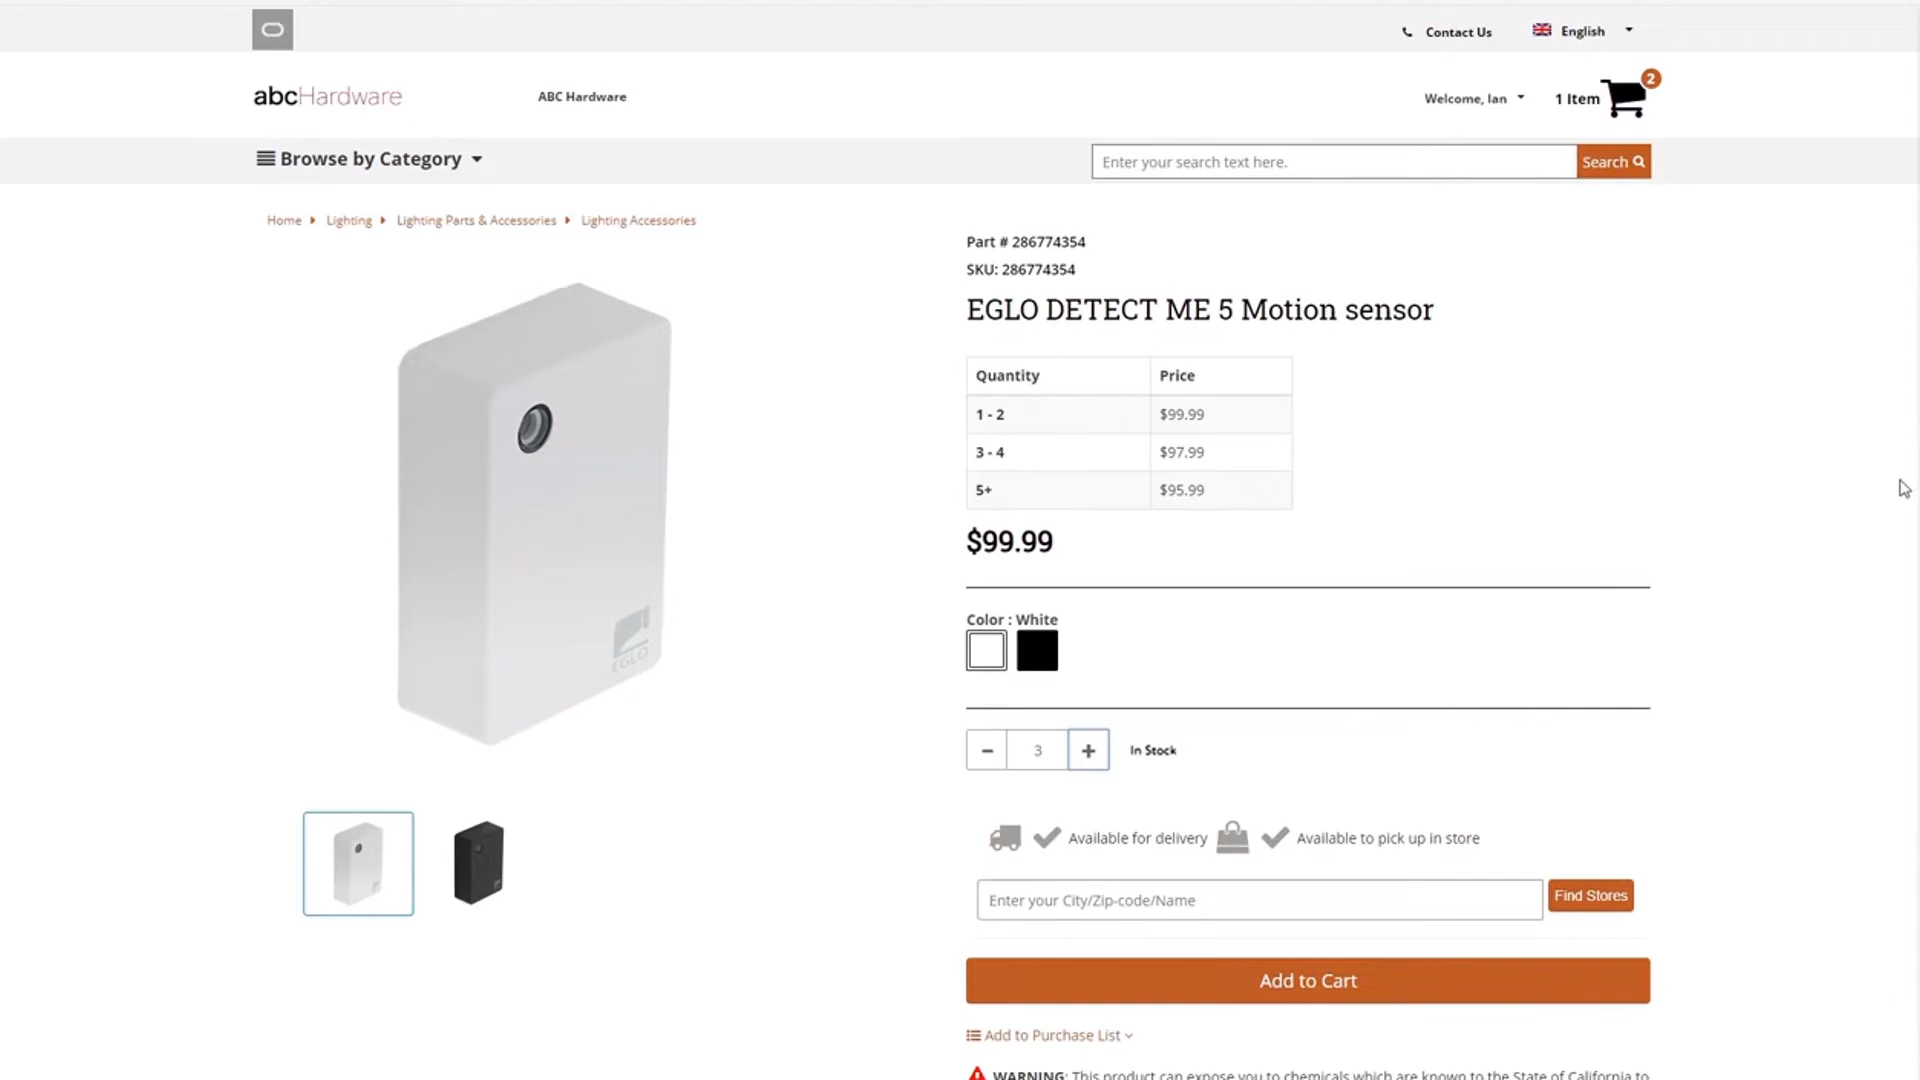 Contact Us
English
abcHardware
ABC Hardware
Welcome, Ian
1 Item
2
Browse by Category
Enter your search text here.
Search
Home
Lighting
Lighting Parts & Accessories
Lighting Accessories
Part # 286774354
SKU: 286774354
EGLO DETECT ME 5 Motion sensor
Quantity Price
1 - 2 $99.99
3 - 4 $97.99
5+ $95.99
$99.99
Color : White
EGLO
3
In Stock
Available for delivery
Available to pick up in store
Enter your City/Zip-code/Name
Find Stores
Add to Cart
Add to Purchase List
WARNING: This product can expose you to chemicals which are known to the State of California to